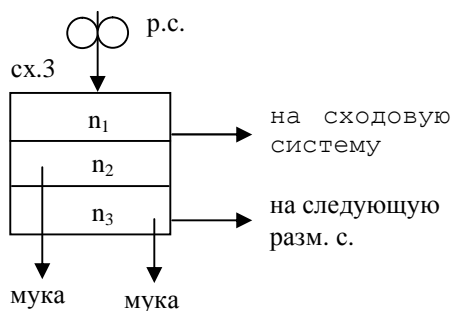 р.с.
сх.3
n₁
на сходовую
систему
n₂
n₃
на следующую
разм. с.
мука
мука